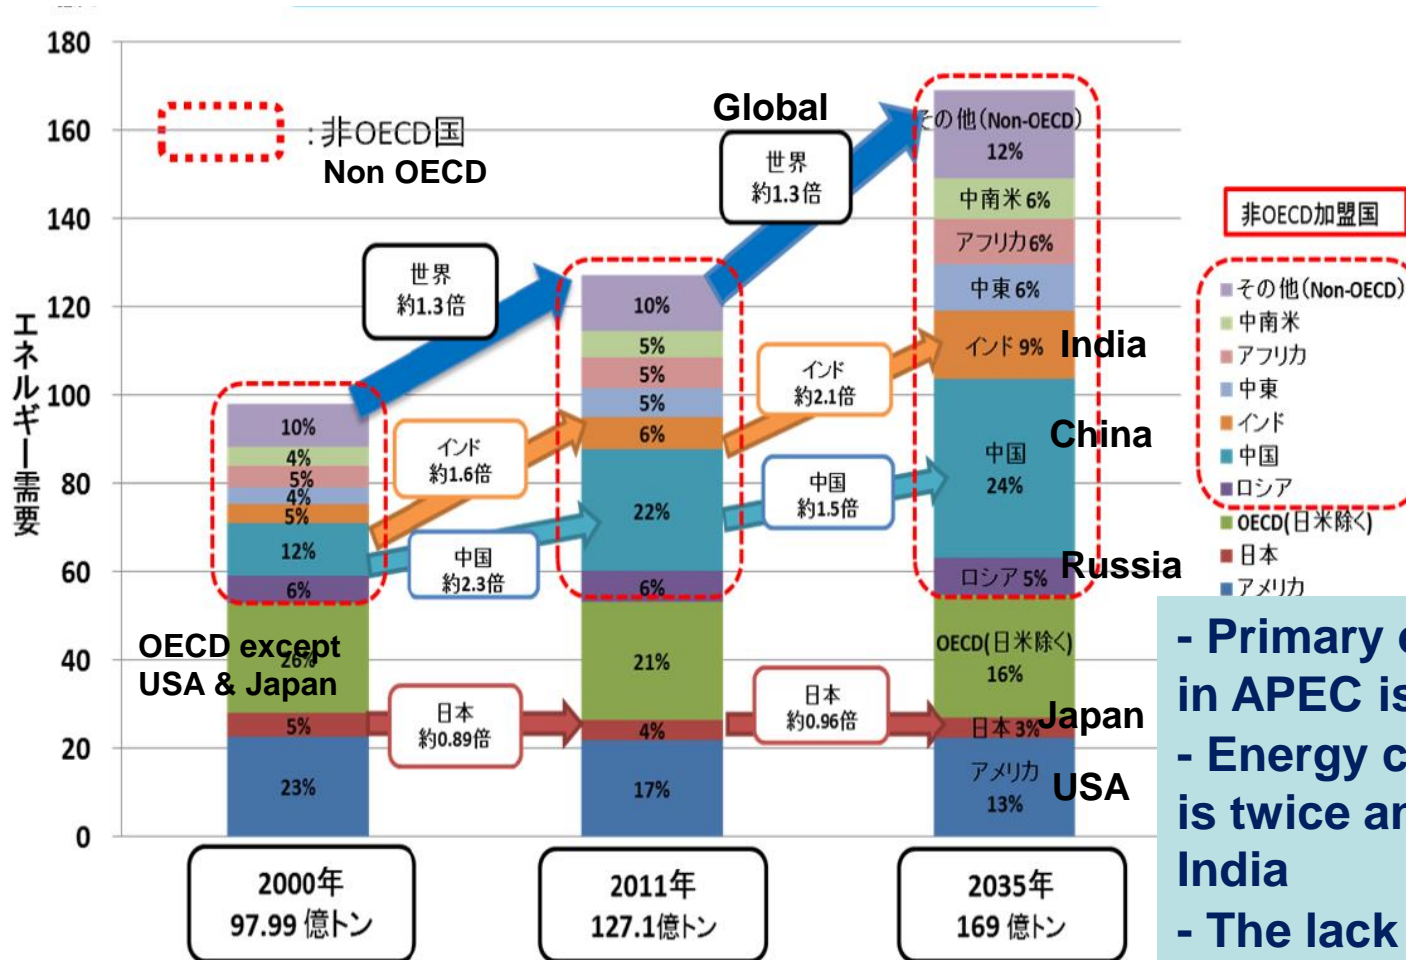 180
160
140
120
100
80
60
40
20
0
エネルギー需要
:非OECD国
Non OECD
Global
世界
約1.3倍
世界
約1.3倍
インド
約1.6倍
インド
約2.1倍
中国
約2.3倍
中国
約1.5倍
日本
約0.89倍
日本
約0.96倍
10%
4%
5%
4%
5%
12%
6%
OECD except
26%
USA & Japan
5%
23%
10%
5%
5%
5%
6%
22%
6%
21%
4%
17%
その他(Non-OECD)
12%
中南米 6%
アフリカ 6%
中東 6%
インド 9% India
China
中国
24%
ロシア 5% Russia
OECD(日米除く)
16%
日本 3% Japan
アメリカ
13%
USA
2000年
97.99 億トン
2011年
127.1億トン
2035年
169 億トン
非OECD加盟国
その他(Non-OECD)
中南米
アフリカ
中東
インド
中国
ロシア
OECD(日米除く)
日本
アメリカ
- Primary
in APEC is
- Energy
is twice
India
- The lack